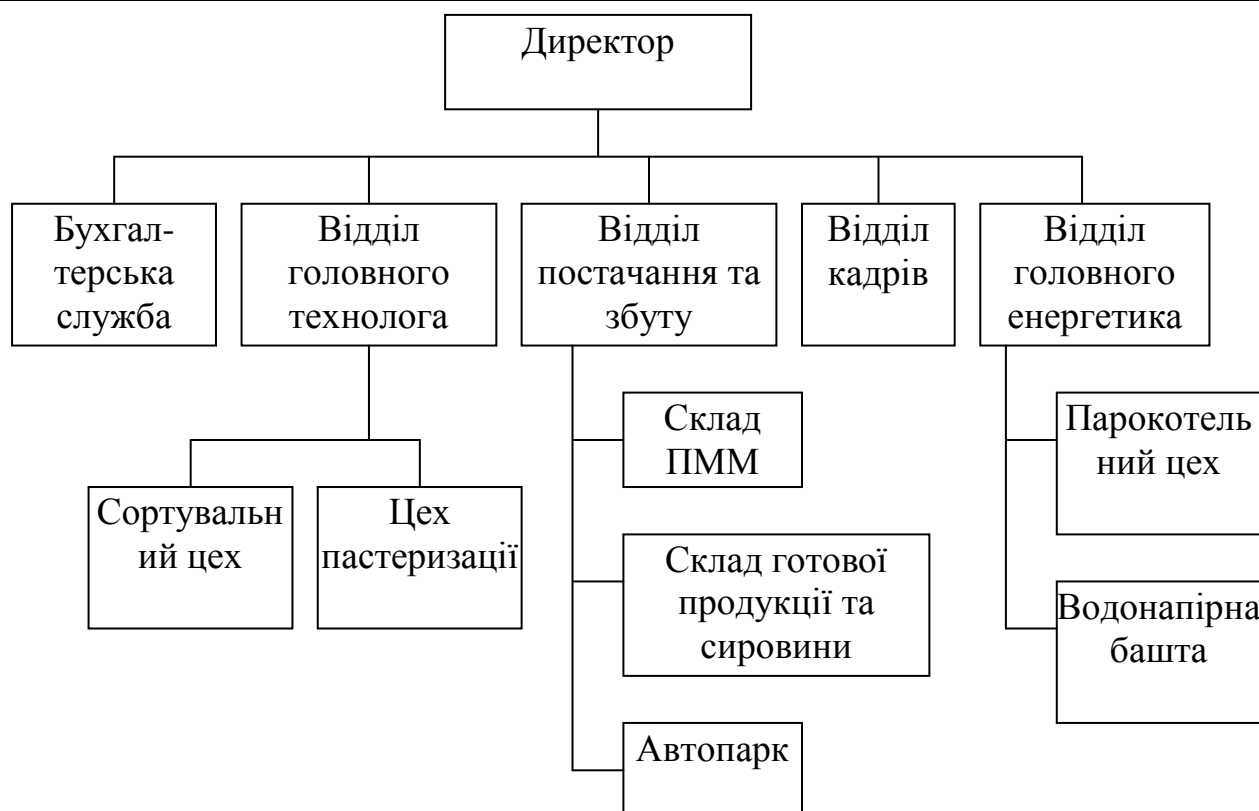 Директор
Бухгал-
терська
служба
Відділ
головного
технолога
Відділ
постачання та
збуту
Відділ
кадрів
Відділ
головного
енергетика
Сортувальн
ий цех
Цех
пастеризації
Склад
ПММ
Склад готової
продукції та
сировини
Автопарк
Парокотель
ний цех
Водонапірна
башта